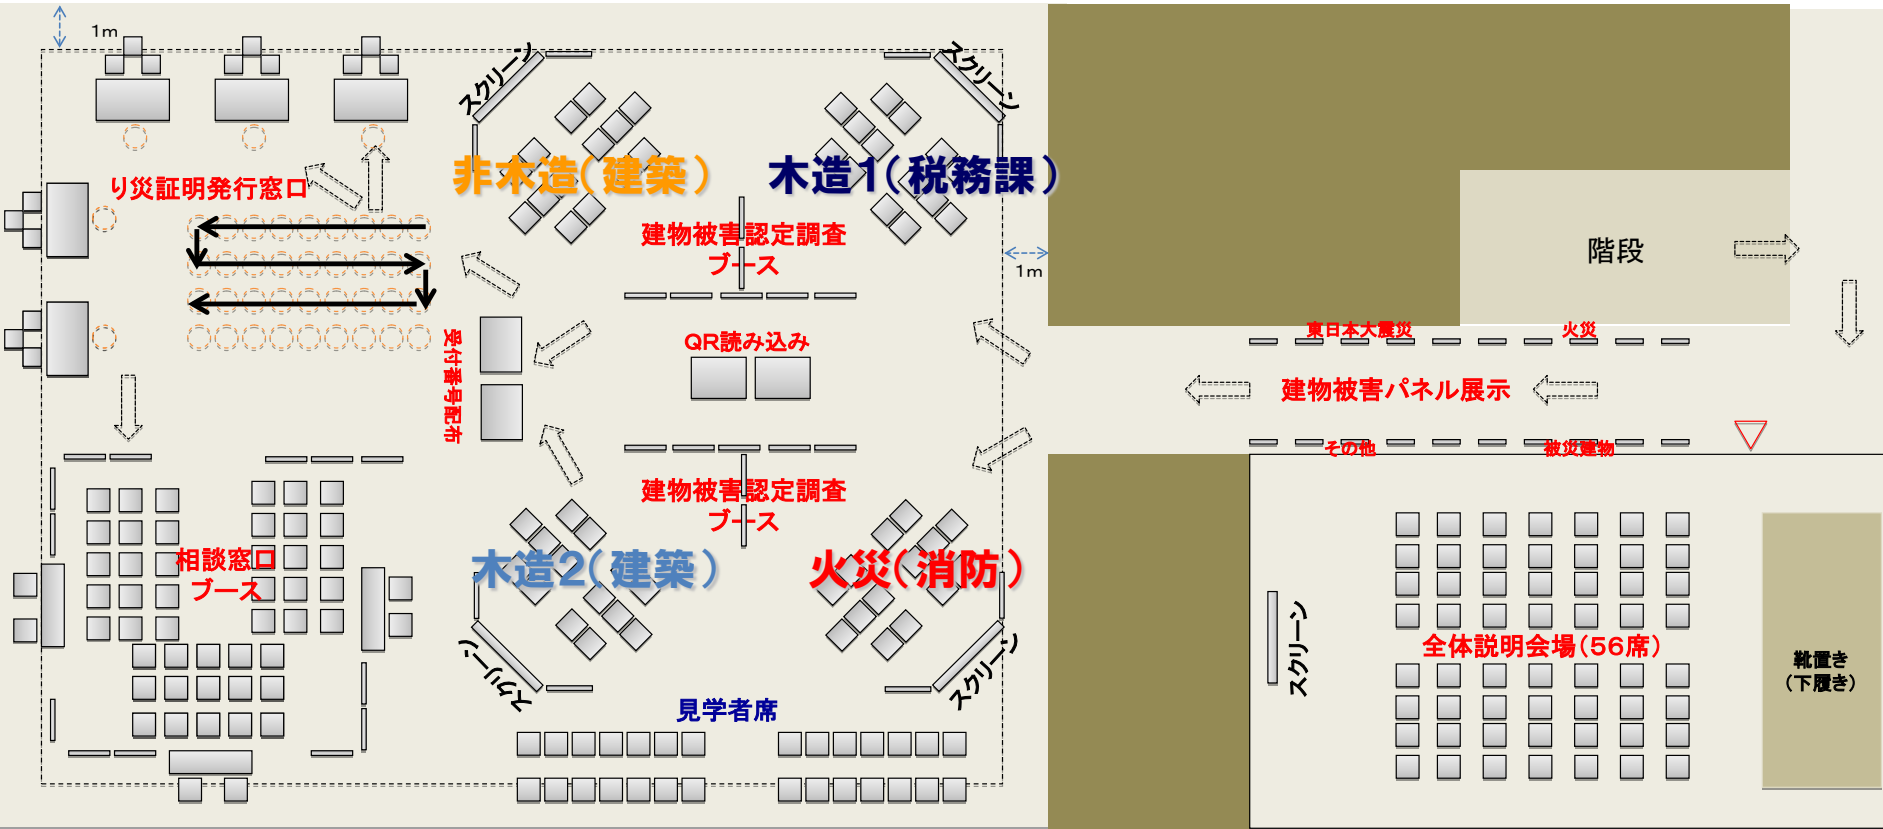 1m
スクリーン
スクリーン
非木造(建築)
木造1(税務課)
り災証明発行窓口
建物被害認定調査
ブース
1m
階段
東日本大震災
火災
受付番号配布
QR読み込み
建物被害パネル展示
その他
被災建物
建物被害認定調査
ブース
相談窓口
ブース
木造2(建築)
火災(消防)
スクリーン
スクリーン
スクリーン
全体説明会場(56席)
靴置き
(下履き)
見学者席